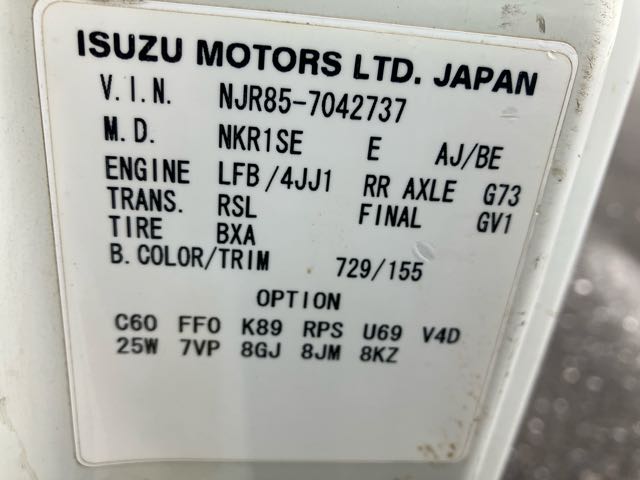 ISUZU MOTORS LTD. JAPAN
V.I.N. NJR85-7042737
M.D. NKR1SE E AJ/BE
ENGINE LFB/4JJ1 RR AXLE G73
TRANS. RSL FINAL GV1
TIRE BXA
B.COLOR/TRIM 729/155
OPTION
C60 FF0 K89 RPS U69 V4D
25W 7VP 8GJ 8JM 8KZ